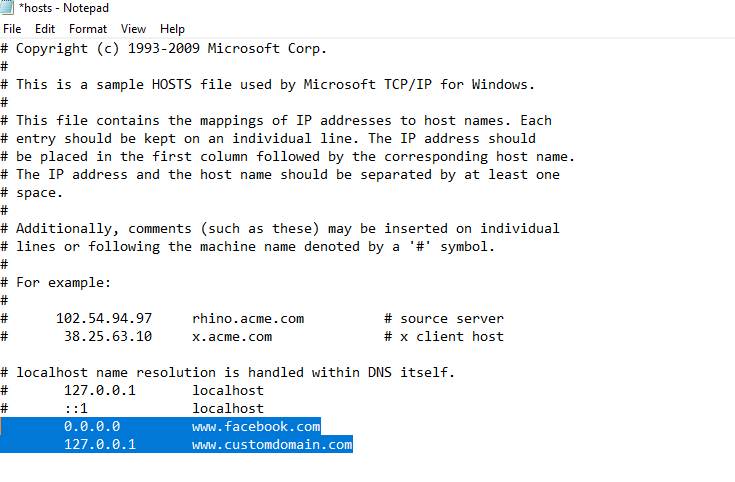 *hosts - Notepad
File Edit Format View Help
# Copyright (c) 1993-2009 Microsoft Corp.
#
# This is a sample HOSTS file used by Microsoft TCP/IP for Windows.
#
# This file contains the mappings of IP addresses to host names. Each
# entry should be kept on an individual line. The IP address should
# be placed in the first column followed by the corresponding host name.
# The IP address and the host name should be separated by at least one
# space.
#
# Additionally, comments (such as these) may be inserted on individual
# lines or following the machine name denoted by a '#' symbol.
#
# For example:
#
#      102.54.94.97     rhino.acme.com          # source server
#       38.25.63.10     x.acme.com              # x client host
# localhost name resolution is handled within DNS itself.
#       127.0.0.1       localhost
#       ::1             localhost
        0.0.0.0         www.facebook.com
        127.0.0.1       www.customdomain.com